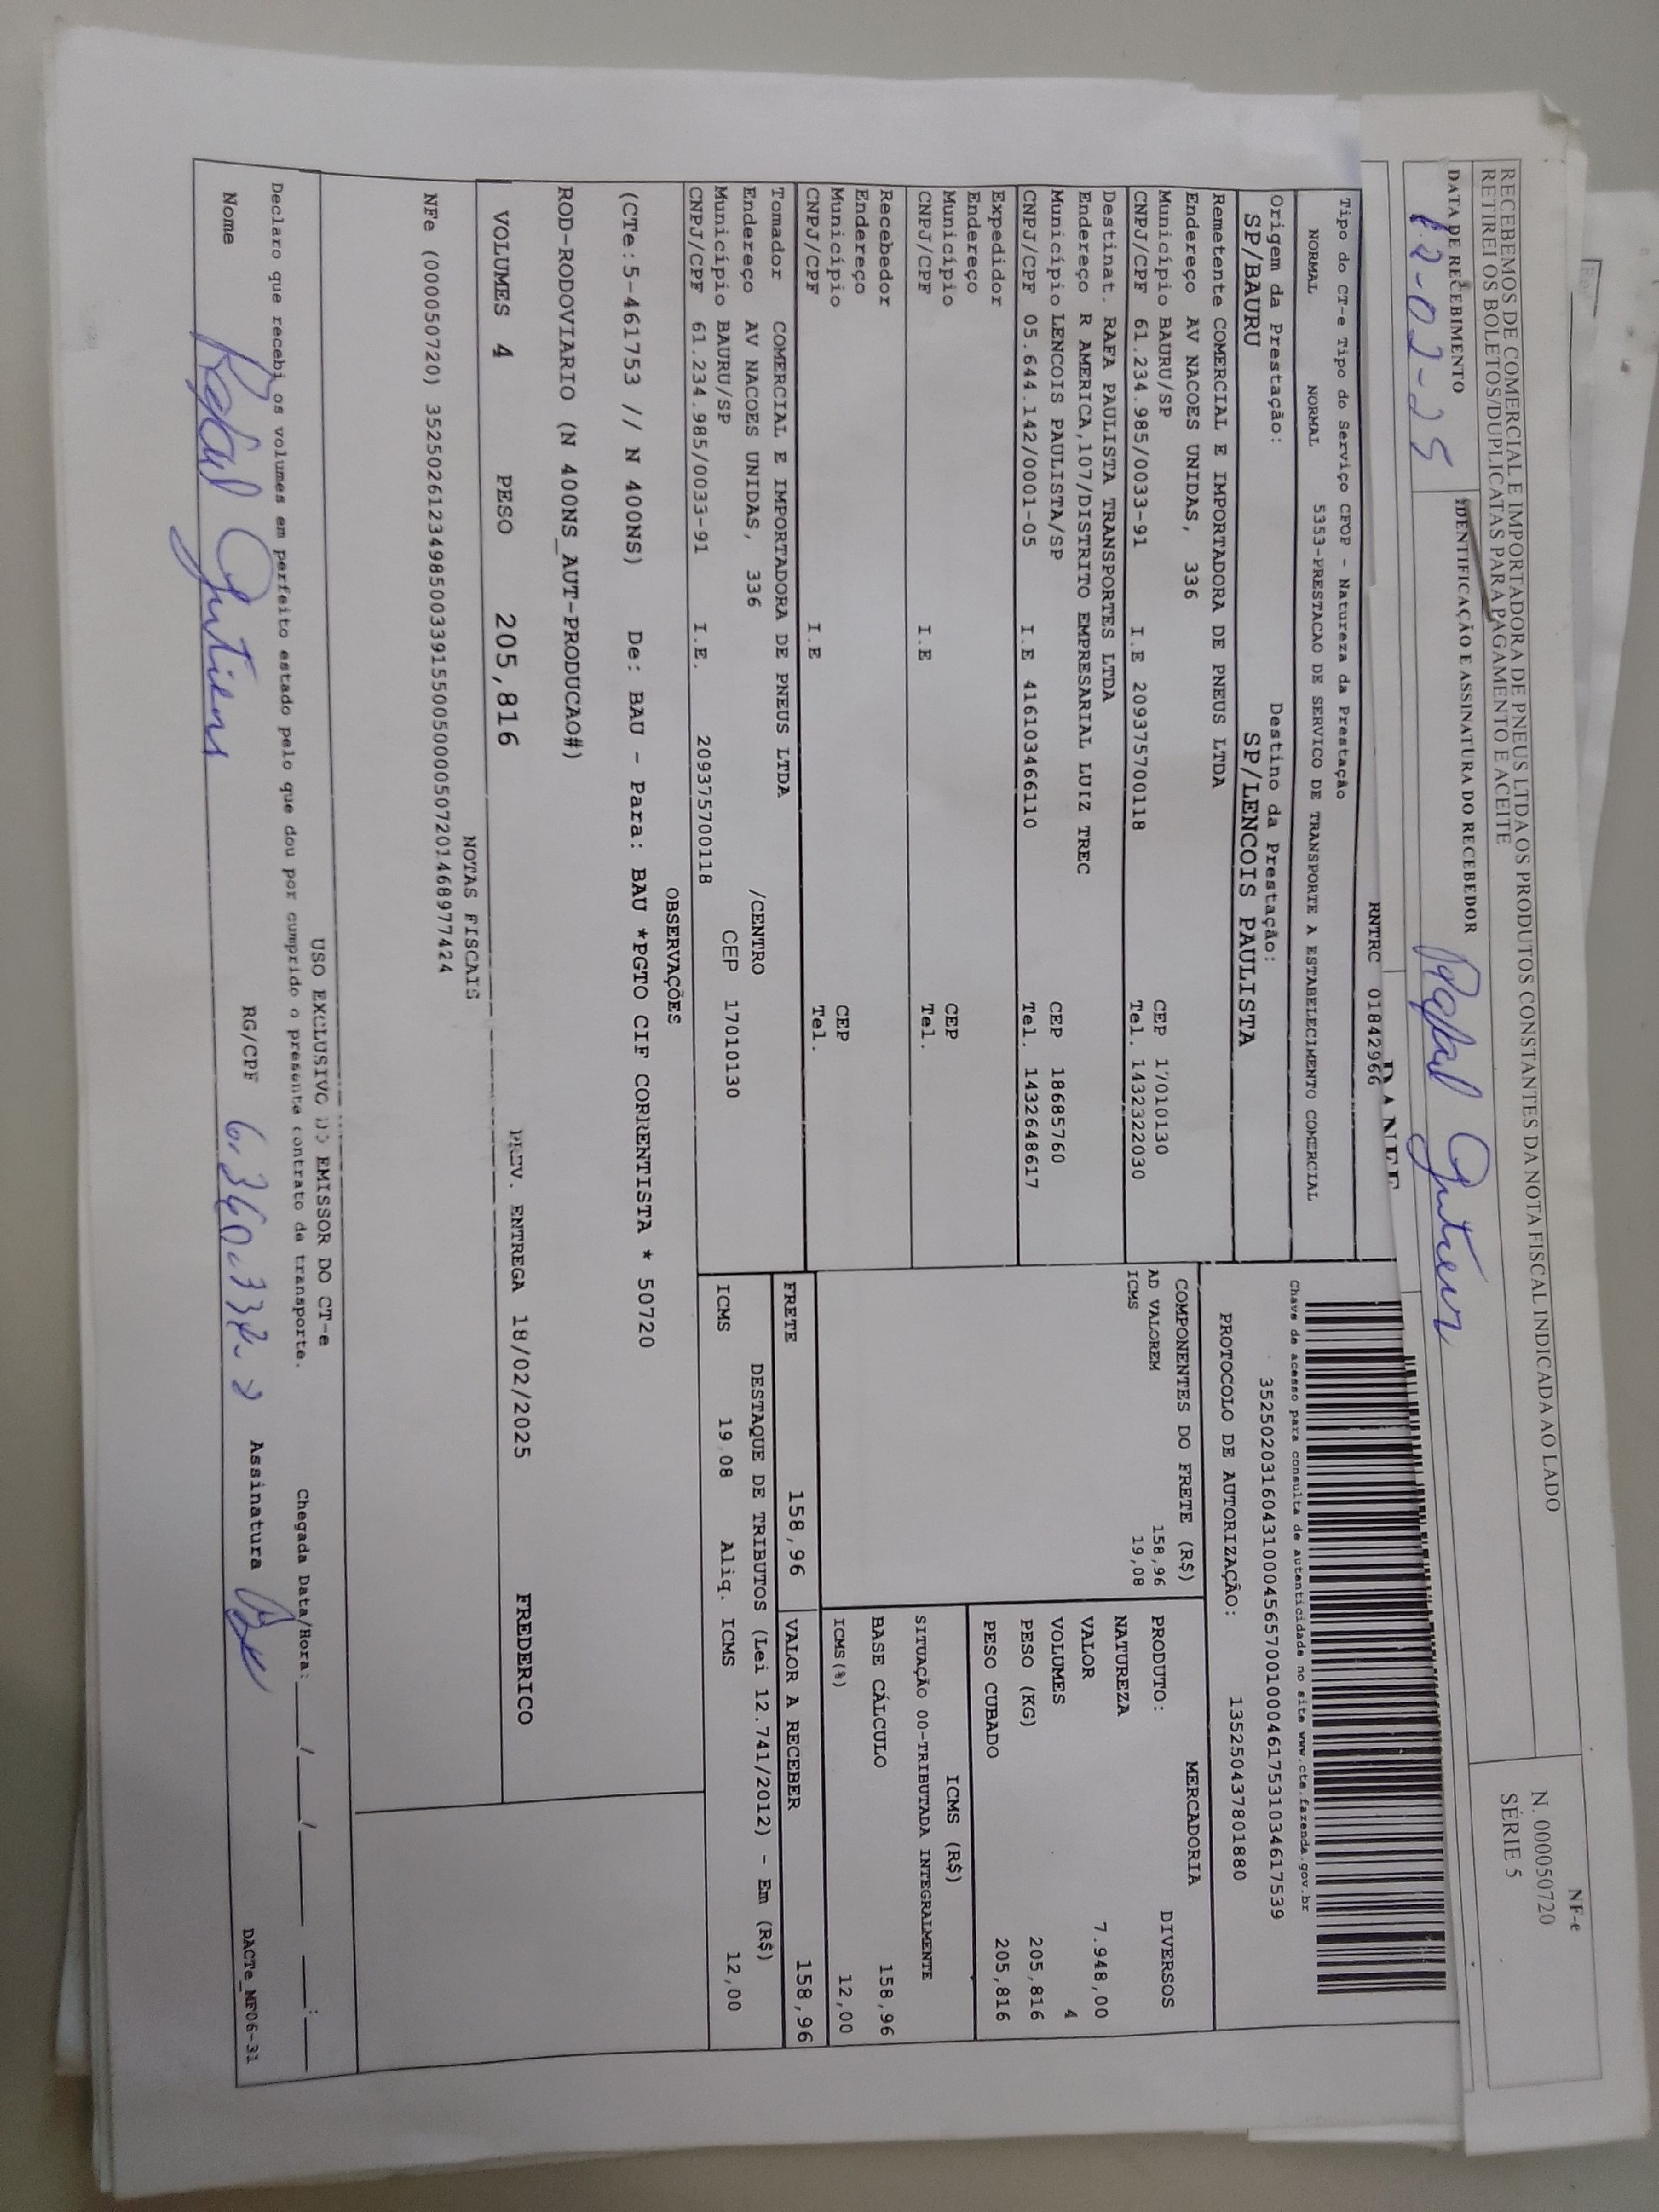 RECEBEMOS DE COMERCIAL E IMPORTADORA DE PNEUS LTDA OS PRODUTOS CONSTANTES DA NOTA FISCAL INDICADA AO LADO
RETIREI OS BOLETOS/DUPLICATAS PARA PAGAMENTO E ACEITE
NF-e
N. 000050720
SÉRIE 5
DATA DE RECEBIMENTO
12-02-25
IDENTIFICAÇÃO E ASSINATURA DO RECEBEDOR
RNTRC 01842966
Tipo do CT-e Tipo do Serviço CFOP - Natureza da Prestação
NORMAL NORMAL 5353-PRESTACAO DE SERVICO DE TRANSPORTE A ESTABELECIMENTO COMERCIAL
Origem da Prestação: Destino da Prestação:
SP/BAURU SP/LENCOIS PAULISTA
Chave de acesso para consulta de autenticidade no site www.cte.fazenda.gov.br
35250203160431000456570010004617531034617539
PROTOCOLO DE AUTORIZAÇÃO: 135250437801880
Remetente COMERCIAL E IMPORTADORA DE PNEUS LTDA
Endereço AV NACOES UNIDAS, 336
Município BAURU/SP CEP 17010130
CNPJ/CPF 61.234.985/0033-91 I.E 209375700118 Tel. 1432322030
Destinat. RAFA PAULISTA TRANSPORTES LTDA
Endereço R AMERICA,107/DISTRITO EMPRESARIAL LUIZ TREC
Município LENCOIS PAULISTA/SP CEP 18685760
CNPJ/CPF 05.644.142/0001-05 I.E 416103466110 Tel. 1432648617
Expedidor
Endereço
Município CEP
CNPJ/CPF I.E Tel.
Recebedor
Endereço
Município CEP
CNPJ/CPF I.E Tel.
Tomador COMERCIAL E IMPORTADORA DE PNEUS LTDA
Endereço AV NACOES UNIDAS, 336 /CENTRO
Município BAURU/SP CEP 17010130
CNPJ/CPF 61.234.985/0033-91 I.E. 209375700118
COMPONENTES DO FRETE (R$)
AD VALOREM 158,96
ICMS 19,08
MERCADORIA
PRODUTO: DIVERSOS
NATUREZA
VALOR 7.948,00
VOLUMES 4
PESO (KG) 205,816
PESO CUBADO 205,816
ICMS (R$)
SITUAÇÃO 00-TRIBUTADA INTEGRALMENTE
BASE CÁLCULO 158,96
ICMS(%) 12,00
FRETE 158,96 VALOR A RECEBER 158,96
DESTAQUE DE TRIBUTOS (Lei 12.741/2012) - Em (R$)
ICMS 19,08 Aliq. ICMS 12,00
OBSERVAÇÕES
(CTe:5-461753 // N 400NS) De: BAU - Para: BAU *PGTO CIF CORRENTISTA * 50720
ROD-RODOVIARIO (N 400NS_AUT-PRODUCAO#)
VOLUMES 4 PESO 205,816 PREV. ENTREGA 18/02/2025 FREDERICO
NOTAS FISCAIS
NFe (000050720) 35250261234985003391550050000507201468977424
USO EXCLUSIVO DO EMISSOR DO CT-e
Declaro que recebi os volumes em perfeito estado pelo que dou por cumprido o presente contrato de transporte.
Chegada Data/Hora: ___/___/___ __:__
Nome RG/CPF Assinatura
DACTe_MF06-31